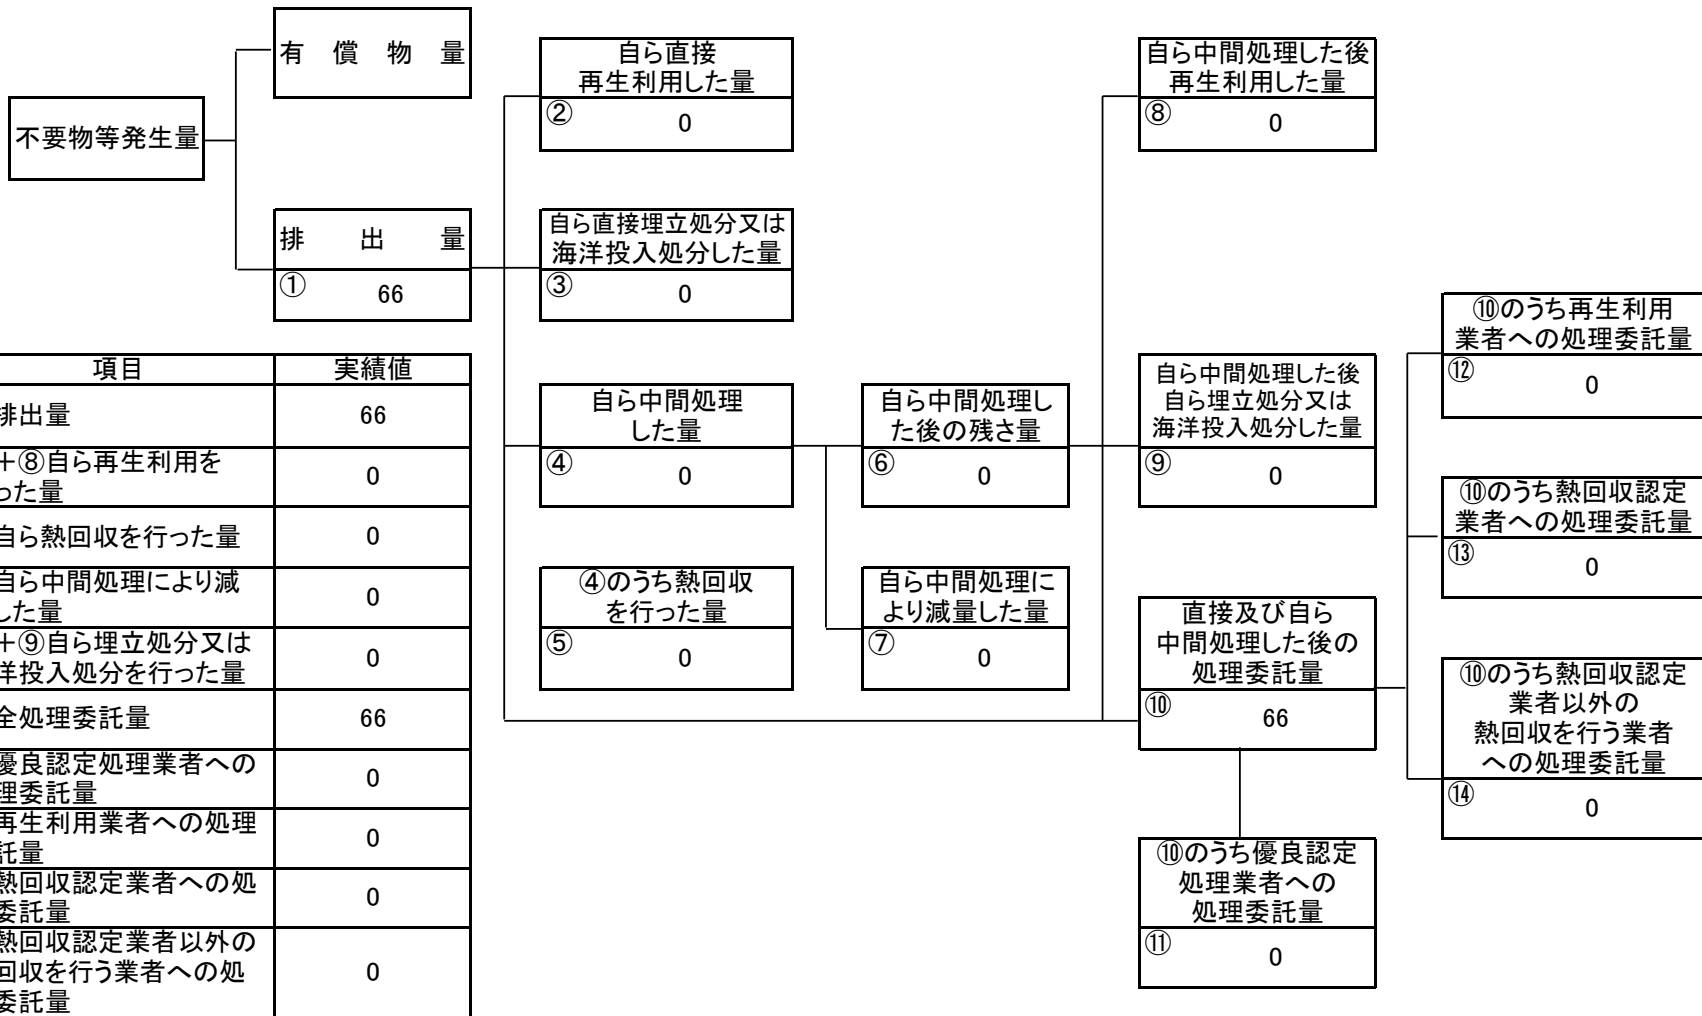 有償物量
不要物等発生量
排出量
① 66
自ら直接
再生利用した量
② 0
自ら直接埋立処分又は
海洋投入処分した量
③ 0
自ら中間処理
した量
④ 0
④のうち熱回収
を行った量
⑤ 0
自ら中間処理し
た後の残さ量
⑥ 0
自ら中間処理に
より減量した量
⑦ 0
自ら中間処理した後
再生利用した量
⑧ 0
自ら中間処理した後
自ら埋立処分又は
海洋投入処分した量
⑨ 0
直接及び自ら
中間処理した後の
処理委託量
⑩ 66
⑩のうち優良認定
処理業者への
処理委託量
⑪ 0
⑩のうち再生利用
業者への処理委託量
⑫ 0
⑩のうち熱回収認定
業者への処理委託量
⑬ 0
⑩のうち熱回収認定
業者以外の
熱回収を行う業者
への処理委託量
⑭ 0
項目 実績値
排出量 66
+⑧自ら再生利用を
った量 0
自ら熱回収を行った量 0
自ら中間処理により減
した量 0
+⑨自ら埋立処分又は
洋投入処分を行った量 0
全処理委託量 66
優良認定処理業者への
理委託量 0
再生利用業者への処理
託量 0
熱回収認定業者への処
委託量 0
熱回収認定業者以外の
回収を行う業者への処
委託量 0